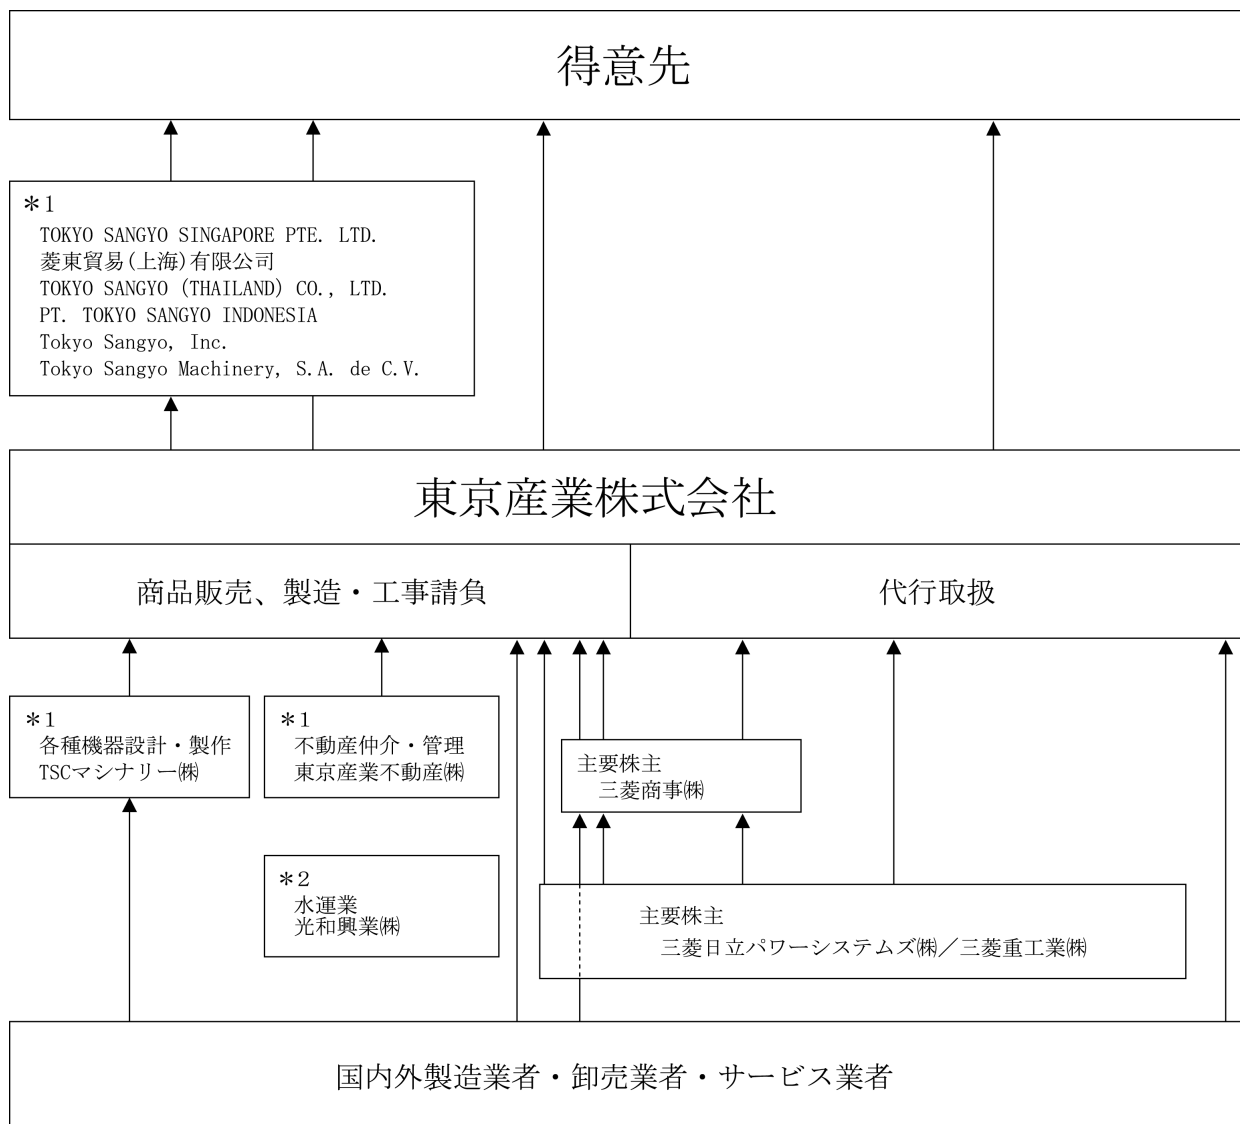 得意先
＊1
TOKYO SANGYO SINGAPORE PTE. LTD.
菱東貿易(上海)有限公司
TOKYO SANGYO (THAILAND) CO., LTD.
PT. TOKYO SANGYO INDONESIA
Tokyo Sangyo, Inc.
Tokyo Sangyo Machinery, S.A. de C.V.
東京産業株式会社
商品販売、製造・工事請負
代行取扱
＊1
各種機器設計・製作
TSCマシナリー㈱
＊1
不動産仲介・管理
東京産業不動産㈱
主要株主
三菱商事㈱
＊2
水運業
光和興業㈱
主要株主
三菱日立パワーシステムズ㈱／三菱重工業㈱
国内外製造業者・卸売業者・サービス業者